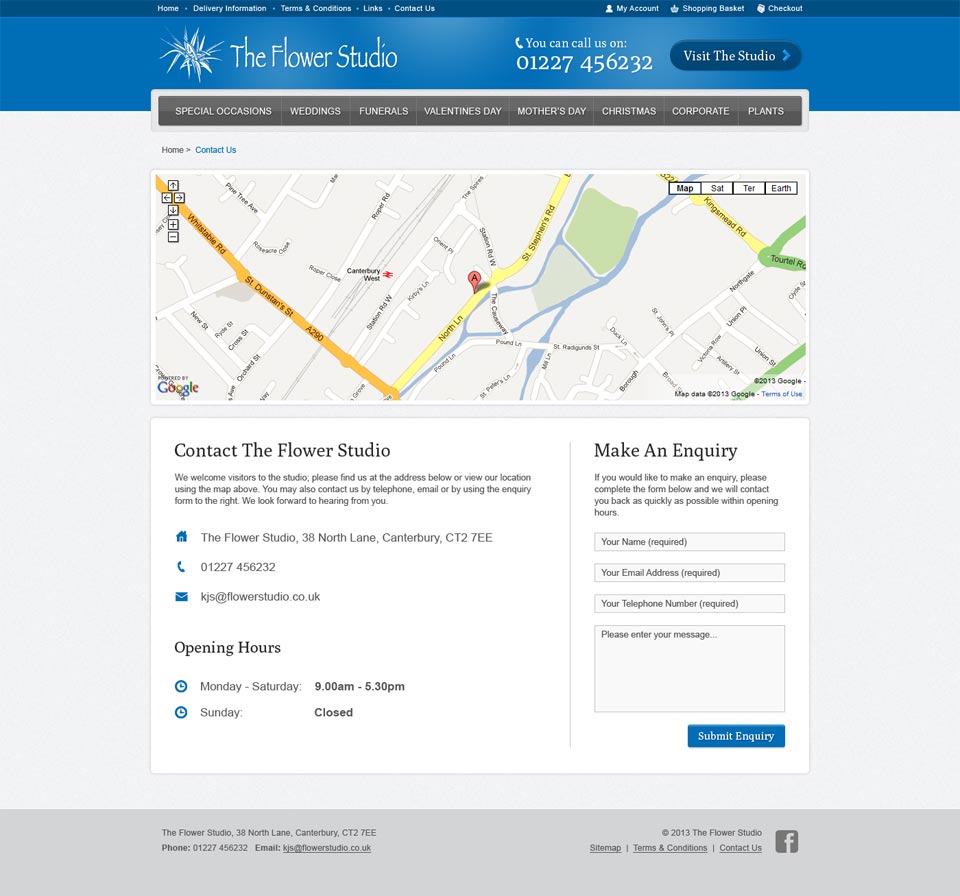 Home • Delivery Information • Terms & Conditions • Links • Contact Us
My Account Shopping Basket Checkout
The Flower Studio
You can call us on:
01227 456232
Visit The Studio
SPECIAL OCCASIONS WEDDINGS FUNERALS VALENTINES DAY MOTHER'S DAY CHRISTMAS CORPORATE PLANTS
Home > Contact Us
Map Sat Ter Earth
Pine Tree Ave
Roper Rd
The Spires
Kingsmead Rd
Whitstable Rd
Roseacre Close
Orient Pl
Station Rd W
St. Stephen's Rd
Tourtel Rd
Roper Close
Canterbury
West
A
Kirby's Ln
Northgate
St. Dunstan's St.
Station Rd W
The Causeway
New St
Ryde St
Cross St
A290
North Ln
Duck Ln
St. John's Pl
Union Pl
Orchard St
Pound Ln
St. Radigunds St
Victoria Row
Artillery St
Union St
Pound Ln
Mill Ln
St. Peter's Ln
Borough
POWERED BY
Google
©2013 Google -
Map data ©2013 Google - Terms of Use
Contact The Flower Studio
We welcome visitors to the studio; please find us at the address below or view our location
using the map above. You may also contact us by telephone, email or by using the enquiry
form to the right. We look forward to hearing from you.
The Flower Studio, 38 North Lane, Canterbury, CT2 7EE
01227 456232
kjs@flowerstudio.co.uk
Opening Hours
Monday - Saturday: 9.00am - 5.30pm
Sunday: Closed
Make An Enquiry
If you would like to make an enquiry, please
complete the form below and we will contact
you back as quickly as possible within opening
hours.
Your Name (required)
Your Email Address (required)
Your Telephone Number (required)
Please enter your message...
Submit Enquiry
The Flower Studio, 38 North Lane, Canterbury, CT2 7EE
Phone: 01227 456232 Email: kjs@flowerstudio.co.uk
© 2013 The Flower Studio
Sitemap | Terms & Conditions | Contact Us
f